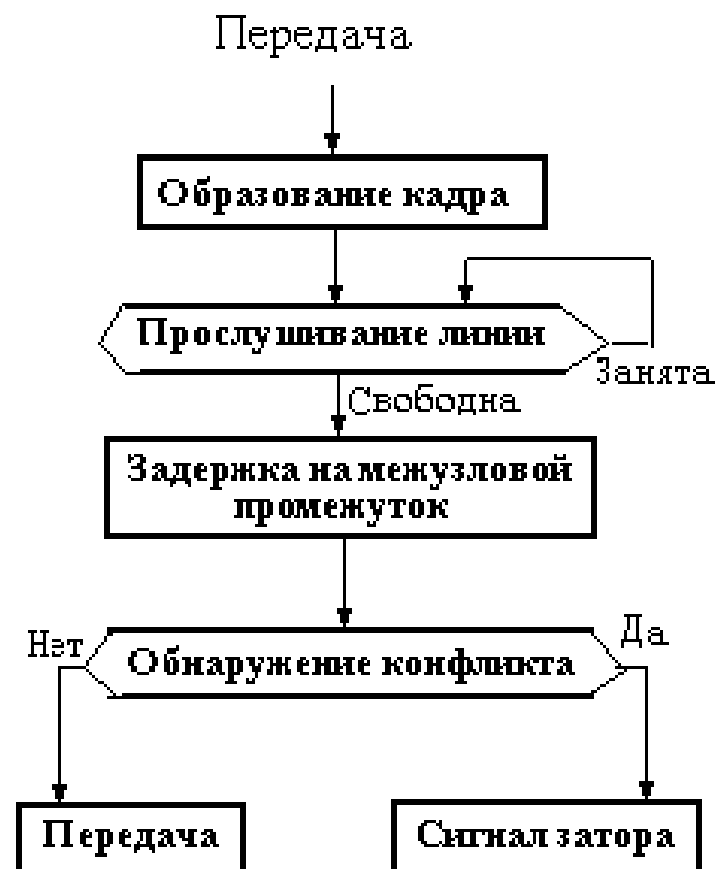 Передача
Образование кадра
Прослушивание линии
Занята
Свободна
Задержка на межузловой
промежуток
Нет
Да
Обнаружение конфликта
Передача
Сигнал затора